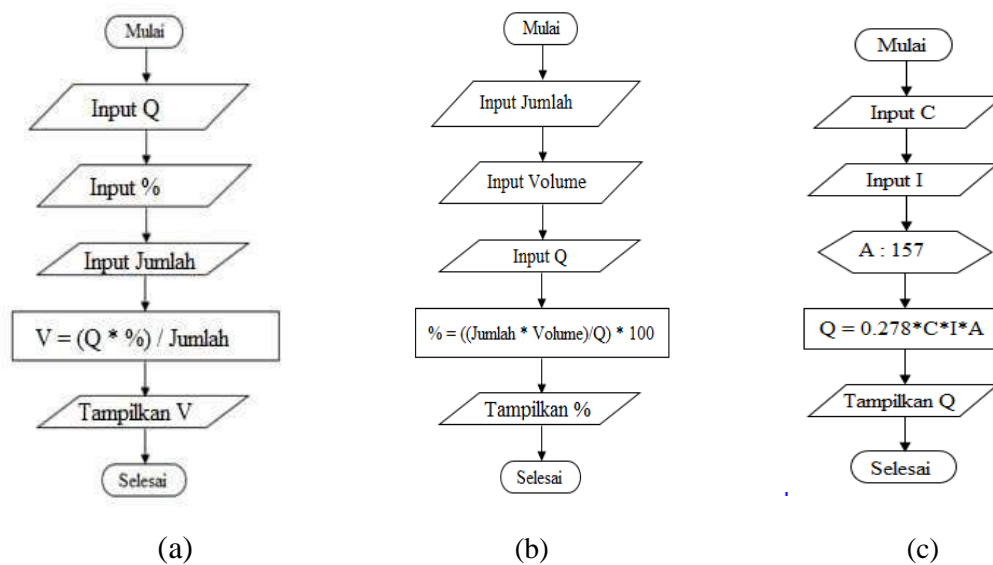 Mulai
Input Q
Input %
Input Jumlah
V = (Q * %) / Jumlah
Tampilkan V
Selesai
(a)
Mulai
Input Jumlah
Input Volume
Input Q
% = ((Jumlah * Volume)/Q) * 100
Tampilkan %
Selesai
(b)
Mulai
Input C
Input I
A : 157
Q = 0.278*C*I*A
Tampilkan Q
Selesai
(c)